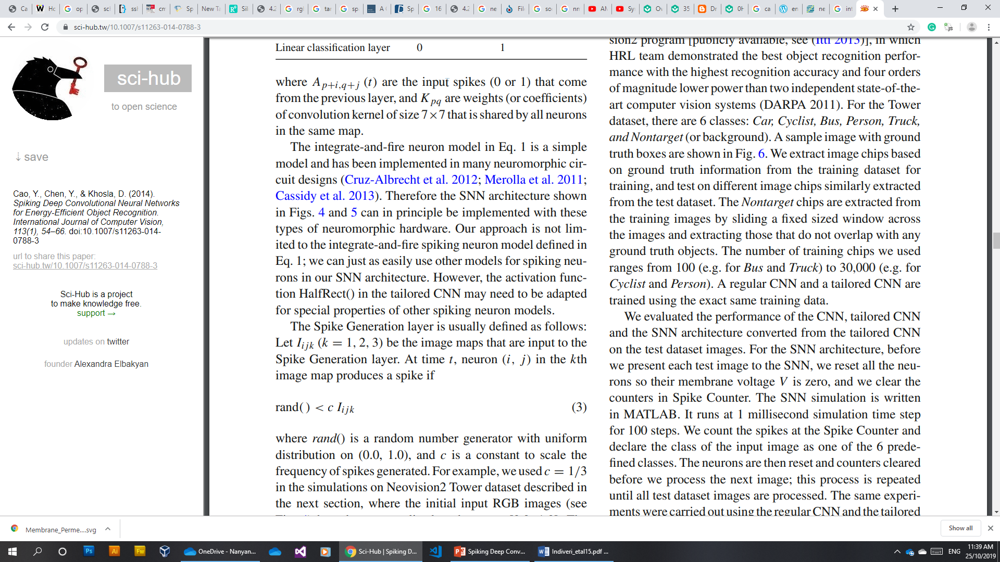 Ca
Hc
op
scl
ssl
cm
Sp
New Ta
Sil
4.2
rgl
tar
sp
A C
Sp
16
4.2
ne
Fil
so
nn
AN
Syr
Ov
35
Dr
0H
ca
en
ne
int
sci-hub.tw/10.1007/s11263-014-0788-3
sci-hub
to open science
⇣ save
Cao, Y., Chen, Y., & Khosla, D. (2014).
Spiking Deep Convolutional Neural Networks
for Energy-Efficient Object Recognition.
International Journal of Computer Vision,
113(1), 54–66. doi:10.1007/s11263-014-
0788-3
url to share this paper:
sci-hub.tw/10.1007/s11263-014-0788-3
Sci-Hub is a project
to make knowledge free.
support →
updates on twitter
founder Alexandra Elbakyan
Linear classification layer 0 1
where A_{p+i,q+j} (t) are the input spikes (0 or 1) that come
from the previous layer, and K_{pq} are weights (or coefficients)
of convolution kernel of size 7×7 that is shared by all neurons
in the same map.
The integrate-and-fire neuron model in Eq. 1 is a simple
model and has been implemented in many neuromorphic cir-
cuit designs (Cruz-Albrecht et al. 2012; Merolla et al. 2011;
Cassidy et al. 2013). Therefore the SNN architecture shown
in Figs. 4 and 5 can in principle be implemented with these
types of neuromorphic hardware. Our approach is not lim-
ited to the integrate-and-fire spiking neuron model defined in
Eq. 1; we can just as easily use other models for spiking neu-
rons in our SNN architecture. However, the activation func-
tion HalfRect() in the tailored CNN may need to be adapted
for special properties of other spiking neuron models.
The Spike Generation layer is usually defined as follows:
Let I_{ijk} (k = 1, 2, 3) be the image maps that are input to the
Spike Generation layer. At time t, neuron (i, j) in the kth
image map produces a spike if
rand( ) < c I_{ijk} (3)
where rand() is a random number generator with uniform
distribution on (0.0, 1.0), and c is a constant to scale the
frequency of spikes generated. For example, we used c = 1/3
in the simulations on Neovision2 Tower dataset described in
the next section, where the initial input RGB images (see
sion2 program [publicly available, see (Itti 2013)], in which
HRL team demonstrated the best object recognition perfor-
mance with the highest recognition accuracy and four orders
of magnitude lower power than two independent state-of-the-
art computer vision systems (DARPA 2011). For the Tower
dataset, there are 6 classes: Car, Cyclist, Bus, Person, Truck,
and Nontarget (or background). A sample image with ground
truth boxes are shown in Fig. 6. We extract image chips based
on ground truth information from the training dataset for
training, and test on different image chips similarly extracted
from the test dataset. The Nontarget chips are extracted from
the training images by sliding a fixed sized window across
the images and extracting those that do not overlap with any
ground truth objects. The number of training chips we used
ranges from 100 (e.g. for Bus and Truck) to 30,000 (e.g. for
Cyclist and Person). A regular CNN and a tailored CNN are
trained using the exact same training data.
We evaluated the performance of the CNN, tailored CNN
and the SNN architecture converted from the tailored CNN
on the test dataset images. For the SNN architecture, before
we present each test image to the SNN, we reset all the neu-
rons so their membrane voltage V is zero, and we clear the
counters in Spike Counter. The SNN simulation is written
in MATLAB. It runs at 1 millisecond simulation time step
for 100 steps. We count the spikes at the Spike Counter and
declare the class of the input image as one of the 6 prede-
fined classes. The neurons are then reset and counters cleared
before we process the next image; this process is repeated
until all test dataset images are processed. The same experi-
ments were carried out using the regular CNN and the tailored
Membrane_Perme....svg
Show all
OneDrive - Nanyan...
Sci-Hub | Spiking D...
Spiking Deep Conv...
Indiveri_etal15.pdf ...
ENG
11:39 AM
25/10/2019